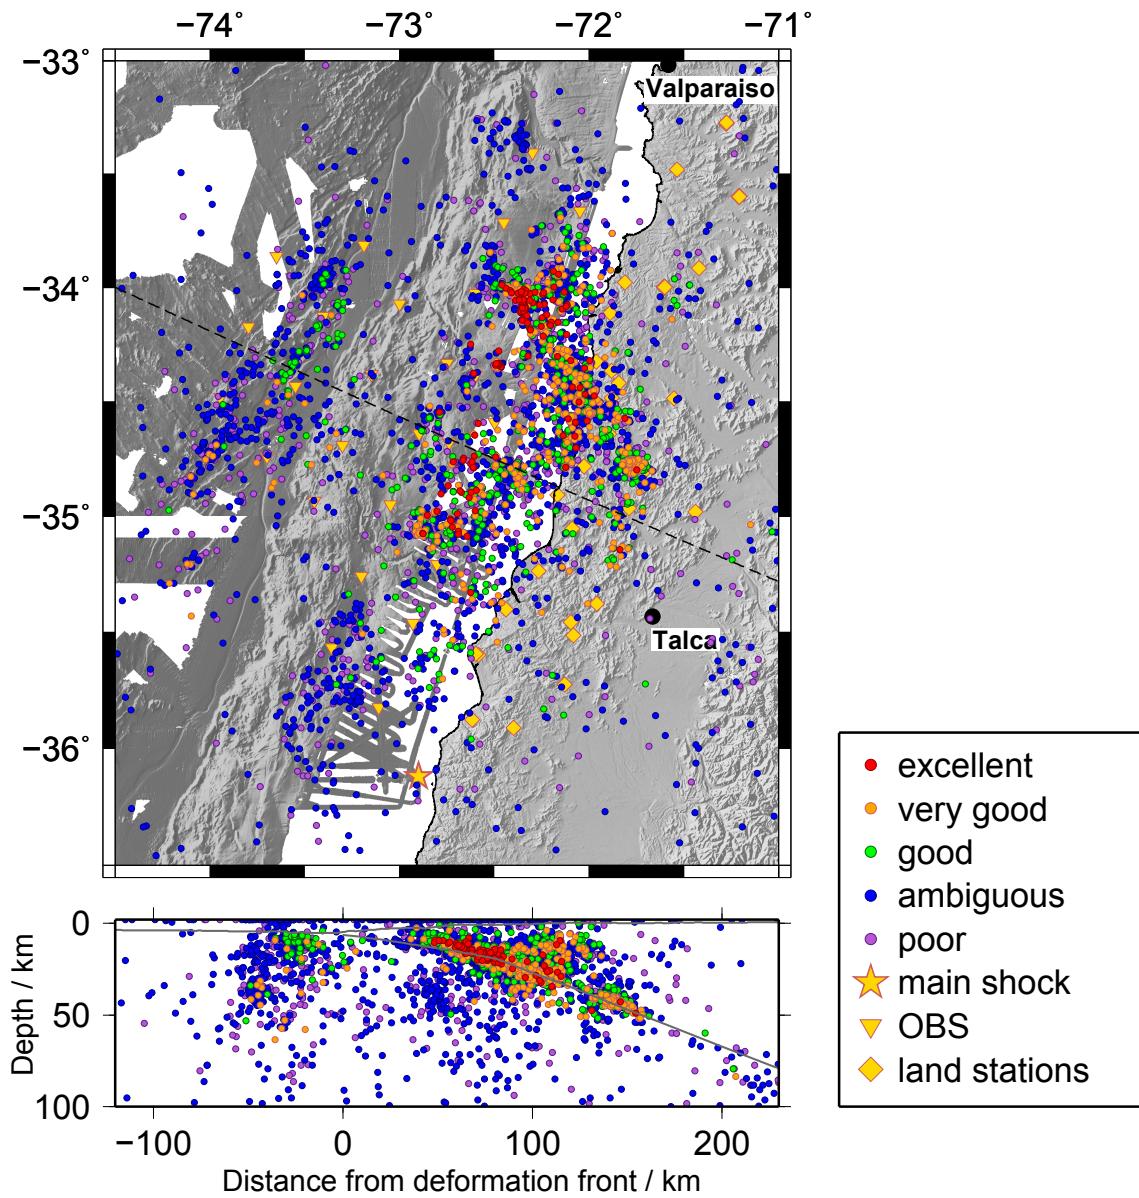 −74° −73° −72° −71°
−33°
Valparaiso
−34°
−35°
Talca
−36°
excellent
very good
good
ambiguous
poor
main shock
OBS
land stations
0
50
100
Depth / km
−100 0 100 200
Distance from deformation front / km